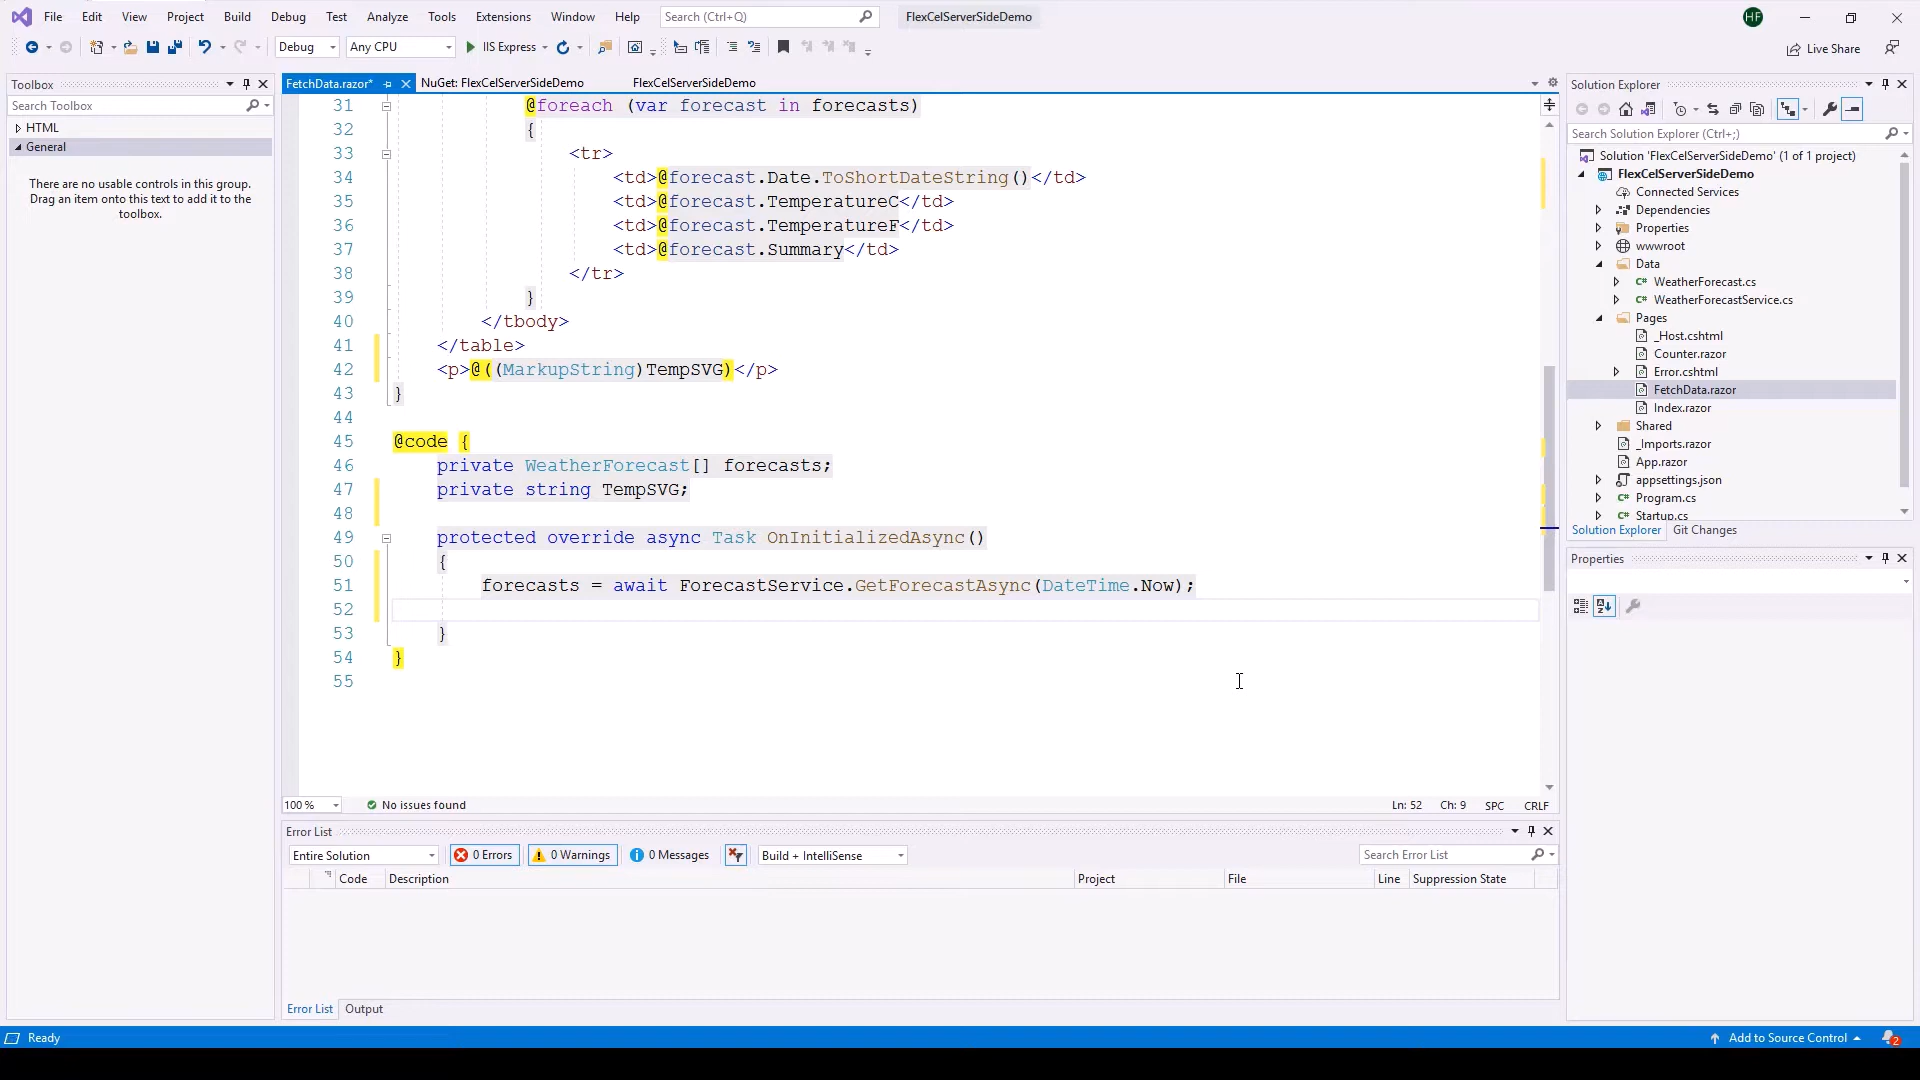 File Edit View Project Build Debug Test Analyze Tools Extensions Window Help Search (Ctrl+Q) FlexCelServerSideDemo HF
Debug Any CPU IIS Express Live Share
Toolbox
Search Toolbox
HTML
General
There are no usable controls in this group.
Drag an item onto this text to add it to the
toolbox.
FetchData.razor* NuGet: FlexCelServerSideDemo FlexCelServerSideDemo
31 @foreach (var forecast in forecasts)
32 {
33 <tr>
34 <td>@forecast.Date.ToShortDateString()</td>
35 <td>@forecast.TemperatureC</td>
36 <td>@forecast.TemperatureF</td>
37 <td>@forecast.Summary</td>
38 </tr>
39 }
40 </tbody>
41 </table>
42 <p>@((MarkupString)TempSVG)</p>
43 }
44
45 @code {
46 private WeatherForecast[] forecasts;
47 private string TempSVG;
48
49 protected override async Task OnInitializedAsync()
50 {
51 forecasts = await ForecastService.GetForecastAsync(DateTime.Now);
52
53 }
54 }
55
100 % No issues found Ln: 52 Ch: 9 SPC CRLF
Error List
Entire Solution 0 Errors 0 Warnings 0 Messages Build + IntelliSense Search Error List
Code Description Project File Line Suppression State
Error List Output
Solution Explorer
Search Solution Explorer (Ctrl+;)
Solution 'FlexCelServerSideDemo' (1 of 1 project)
FlexCelServerSideDemo
Connected Services
Dependencies
Properties
wwwroot
Data
C# WeatherForecast.cs
C# WeatherForecastService.cs
Pages
_Host.cshtml
Counter.razor
Error.cshtml
FetchData.razor
Index.razor
Shared
_Imports.razor
App.razor
appsettings.json
C# Program.cs
C# Startup.cs
Solution Explorer Git Changes
Properties
Ready Add to Source Control 2